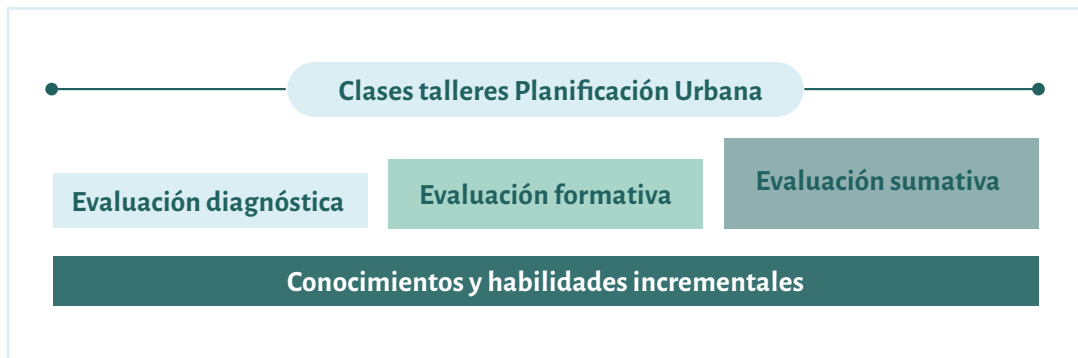 Clases talleres Planificación Urbana
Evaluación diagnóstica
Evaluación formativa
Evaluación sumativa
Conocimientos y habilidades incrementales